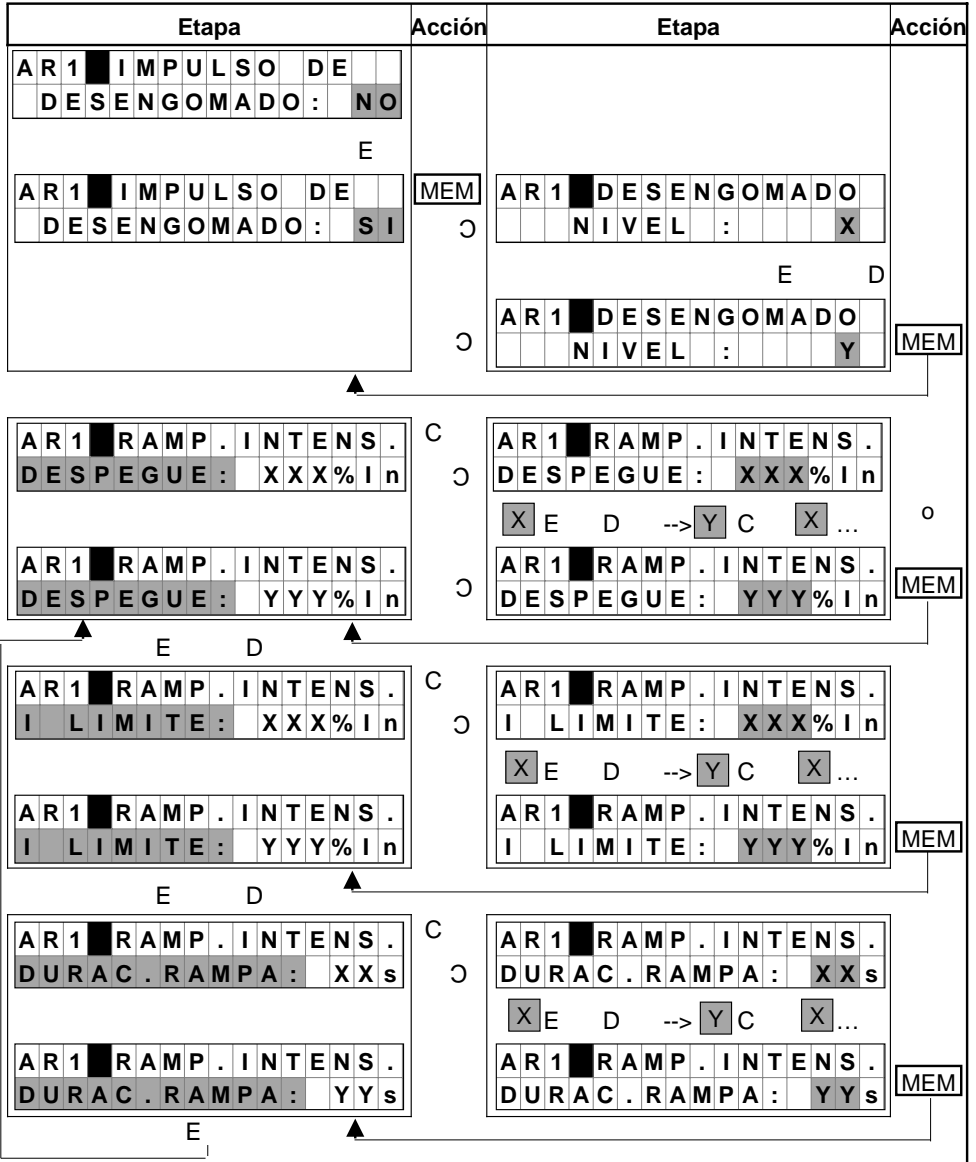 Etapa Acción Etapa Acción
AR1 IMPULSO DE
DESENGOMADO: NO
E
AR1 IMPULSO DE MEM AR1 DESENGOMADO
DESENGOMADO: SI Ↄ NIVEL : X
E D
AR1 DESENGOMADO
Ↄ NIVEL : Y MEM
AR1 RAMP.INTENS. C AR1 RAMP.INTENS.
DESPEGUE: XXX%In Ↄ DESPEGUE: XXX%In
X E D --> Y C X ... o
AR1 RAMP.INTENS. AR1 RAMP.INTENS.
DESPEGUE: YYY%In Ↄ DESPEGUE: YYY%In MEM
E D
AR1 RAMP.INTENS. C AR1 RAMP.INTENS.
I LIMITE: XXX%In Ↄ I LIMITE: XXX%In
X E D --> Y C X ...
AR1 RAMP.INTENS. AR1 RAMP.INTENS.
I LIMITE: YYY%In I LIMITE: YYY%In MEM
E D
AR1 RAMP.INTENS. C AR1 RAMP.INTENS.
DURAC.RAMPA: XXs Ↄ DURAC.RAMPA: XXs
X E D --> Y C X ...
AR1 RAMP.INTENS. AR1 RAMP.INTENS.
DURAC.RAMPA: YYs DURAC.RAMPA: YYs MEM
E